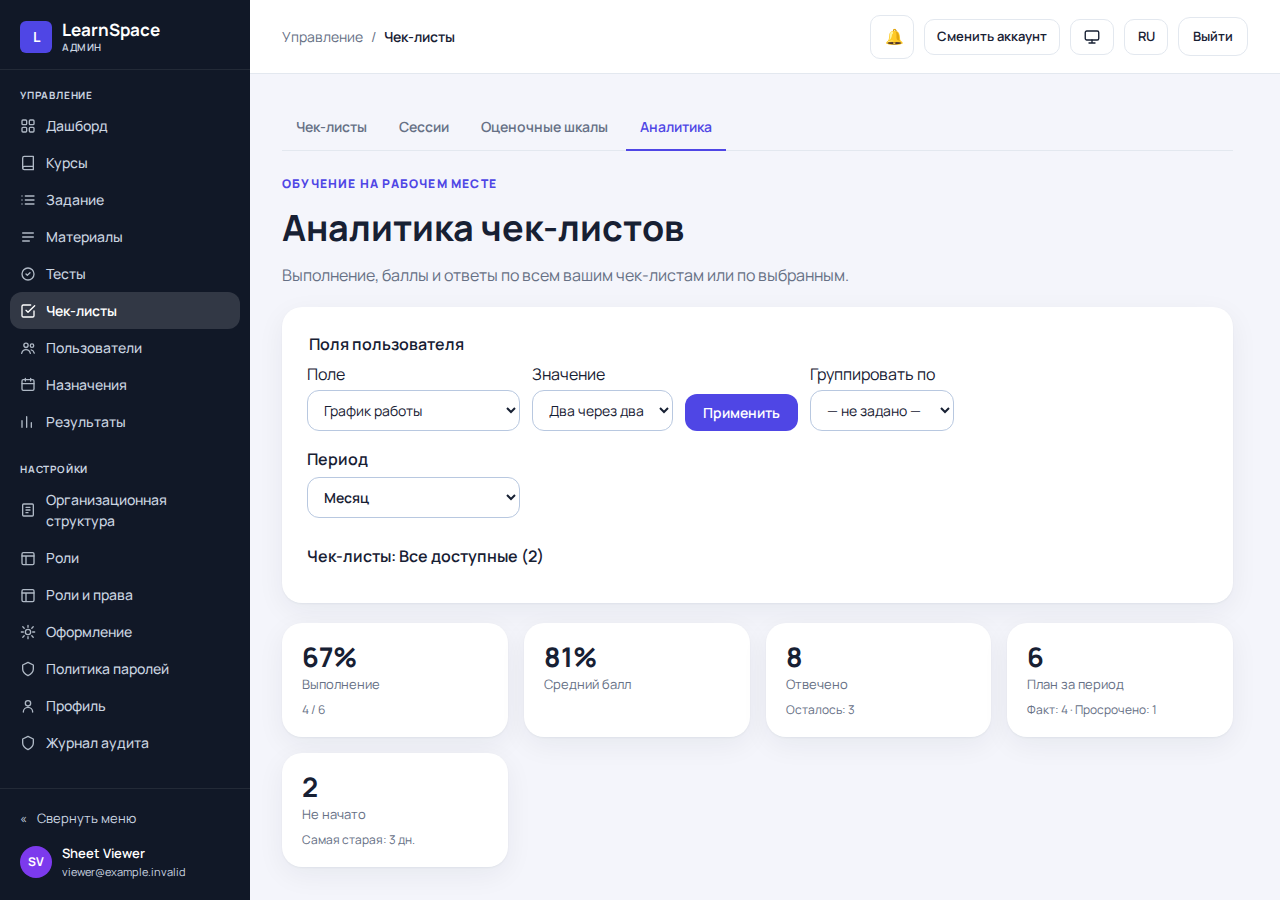 L
LearnSpace
АДМИН
УПРАВЛЕНИЕ
Дашборд
Курсы
Задание
Материалы
Тесты
Чек-листы
Пользователи
Назначения
Результаты
НАСТРОЙКИ
Организационная
структура
Роли
Роли и права
Оформление
Политика паролей
Профиль
Журнал аудита
« Свернуть меню
SV
Sheet Viewer
viewer@example.invalid
Управление / Чек-листы
Сменить аккаунт
RU
Выйти
Чек-листы Сессии Оценочные шкалы Аналитика
ОБУЧЕНИЕ НА РАБОЧЕМ МЕСТЕ
Аналитика чек-листов
Выполнение, баллы и ответы по всем вашим чек-листам или по выбранным.
Поля пользователя
Поле Значение Группировать по
График работы Два через два Применить — не задано —
Период
Месяц
Чек-листы: Все доступные (2)
67%
Выполнение
4 / 6
81%
Средний балл
8
Отвечено
Осталось: 3
6
План за период
Факт: 4 · Просрочено: 1
2
Не начато
Самая старая: 3 дн.